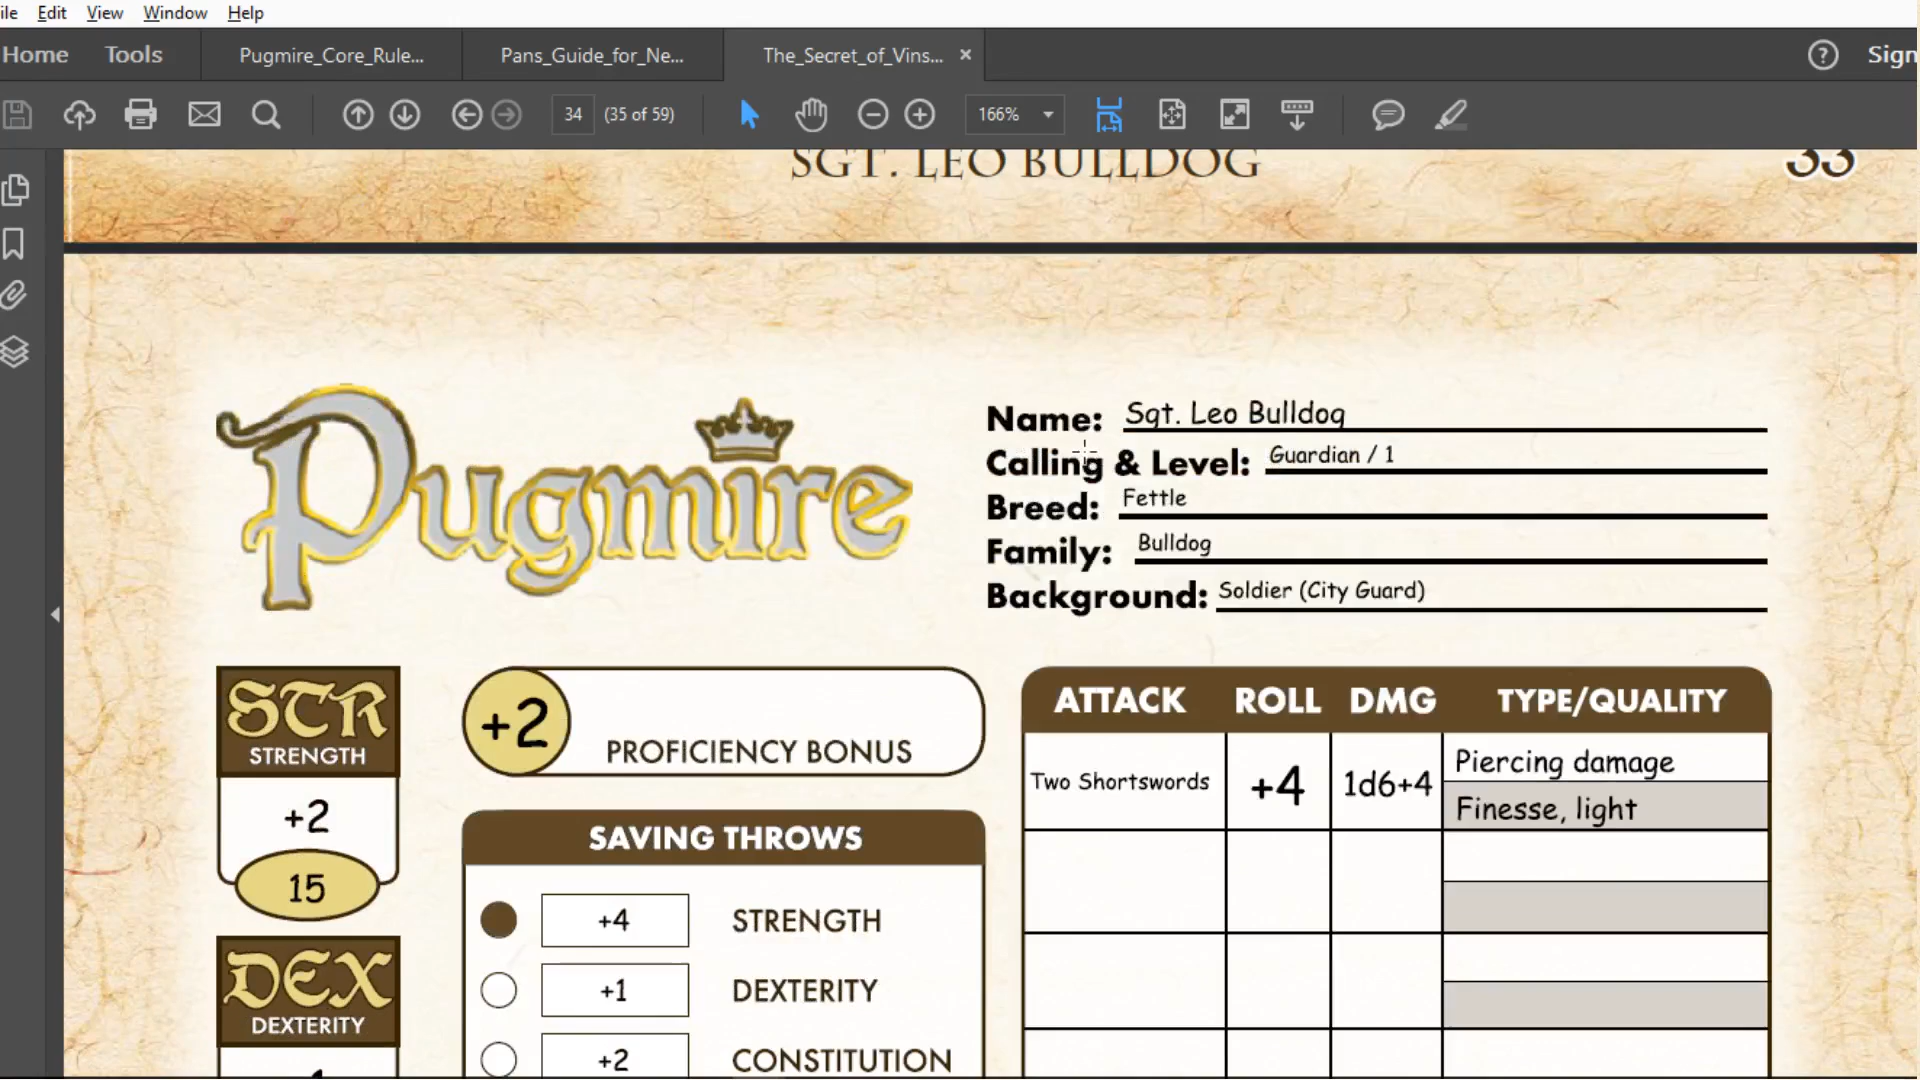 ile Edit View Window Help
Home Tools Pugmire_Core_Rule... Pans_Guide_for_Ne... The_Secret_of_Vins... × ? Sign
34 (35 of 59) 166%
SGT. LEO BULLDOG 33
Pugmire
Name: Sgt. Leo Bulldog
Calling & Level: Guardian / 1
Breed: Fettle
Family: Bulldog
Background: Soldier (City Guard)
STR
STRENGTH
+2
15
DEX
DEXTERITY
+2 PROFICIENCY BONUS
SAVING THROWS
+4 STRENGTH
+1 DEXTERITY
+2 CONSTITUTION
ATTACK ROLL DMG TYPE/QUALITY
Two Shortswords +4 1d6+4 Piercing damage
Finesse, light